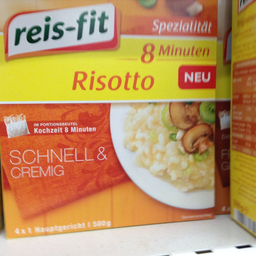 reis-fit
Spezialität
8 Minuten
Risotto
NEU
IM PORTIONSBEUTEL
Kochzeit 8 Minuten
SCHNELL &
CREMIG
4 x 1 Hauptgericht | 500g